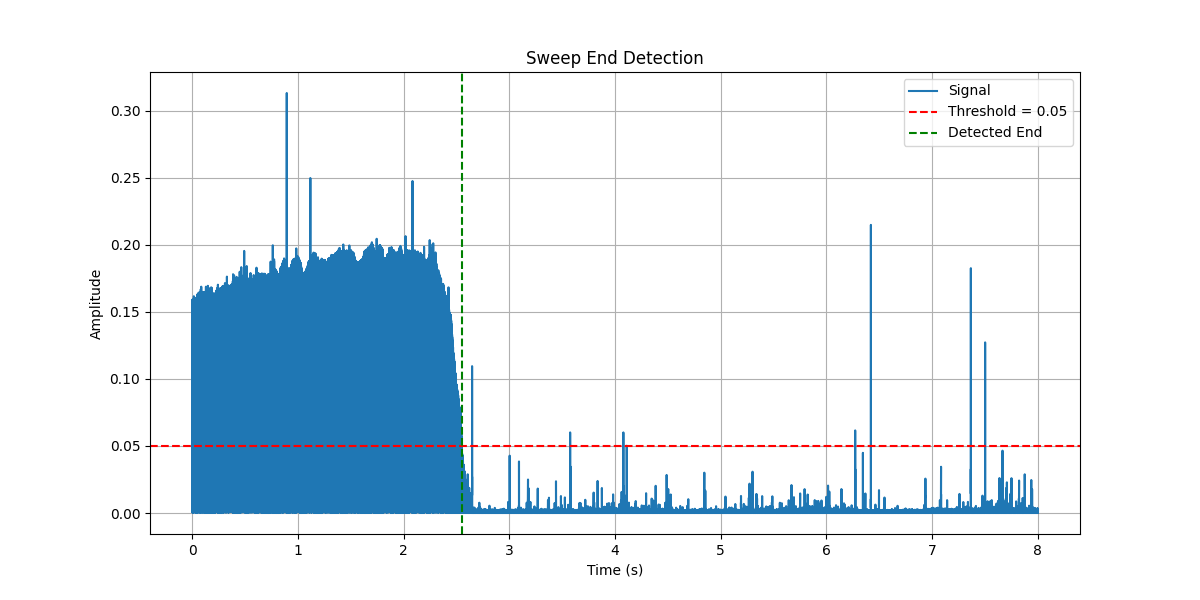 Sweep End Detection
Signal
Threshold = 0.05
Detected End
Amplitude
0.30
0.25
0.20
0.15
0.10
0.05
0.00
0 1 2 3 4 5 6 7 8
Time (s)